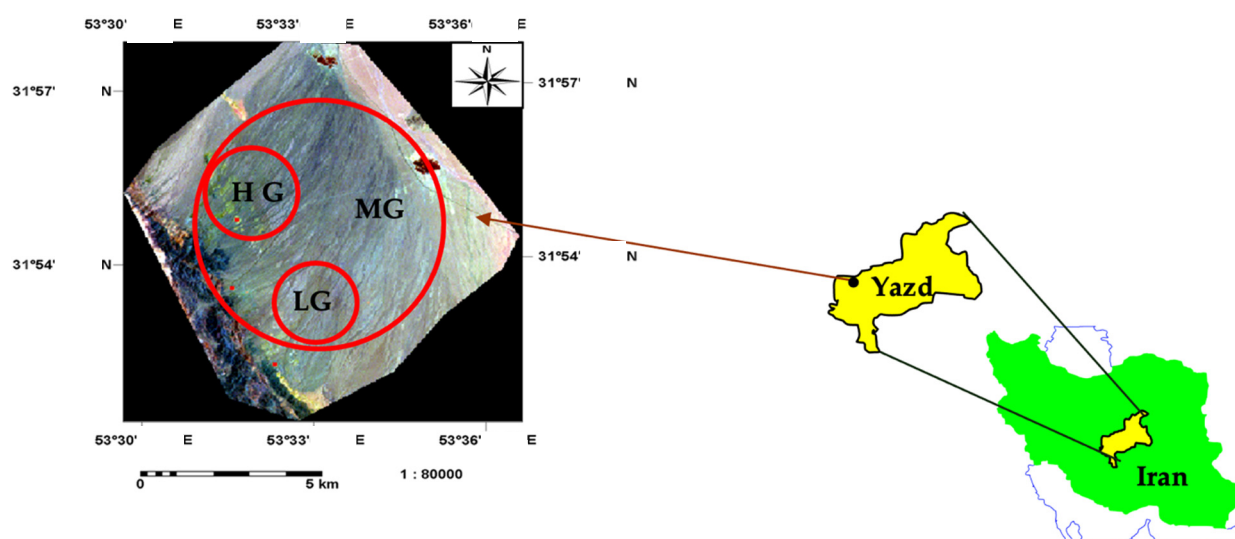 53°30' E 53°33' E 53°36' E
N
31°57' N 31°57' N
H G MG
31°54' N 31°54' N
LG
Yazd
Iran
53°30' E 53°33' E 53°36' E
0 5 km 1 : 80000